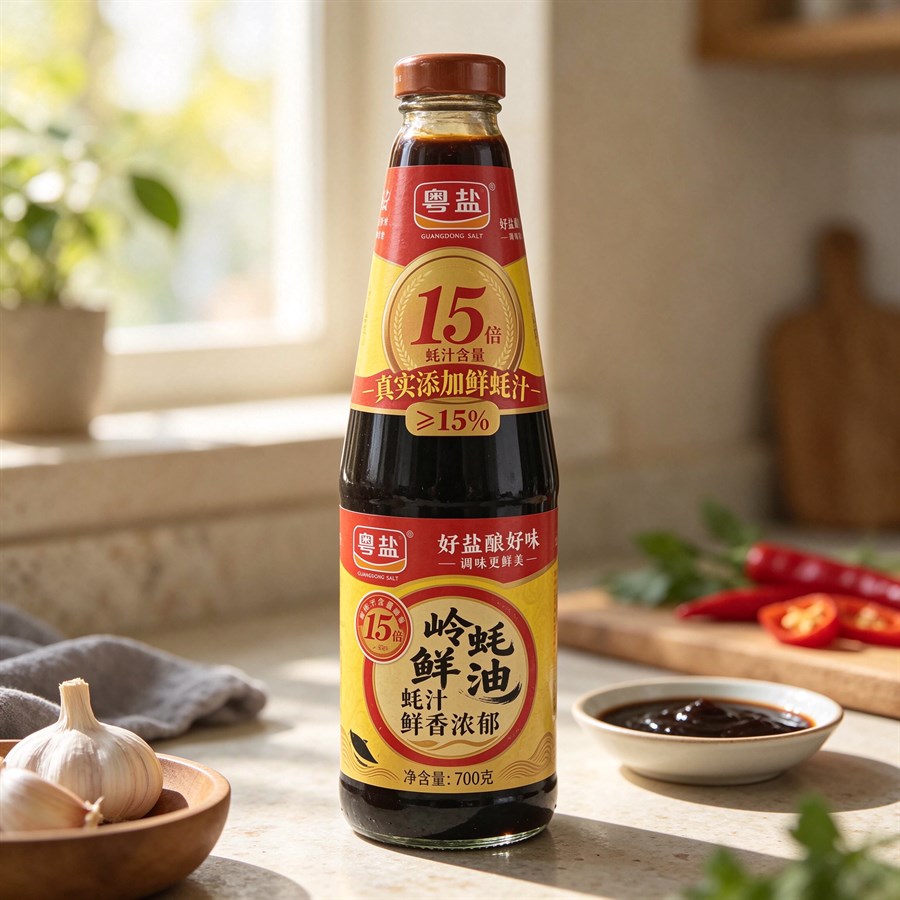 粤盐®
GUANGDONG SALT
15倍
蚝汁含量
真实添加鲜蚝汁
≥15%
粤盐®
GUANGDONG SALT
好盐酿好味
调味更鲜美
15倍
岭鲜
蚝油
蚝汁
鲜香浓郁
净含量:700克